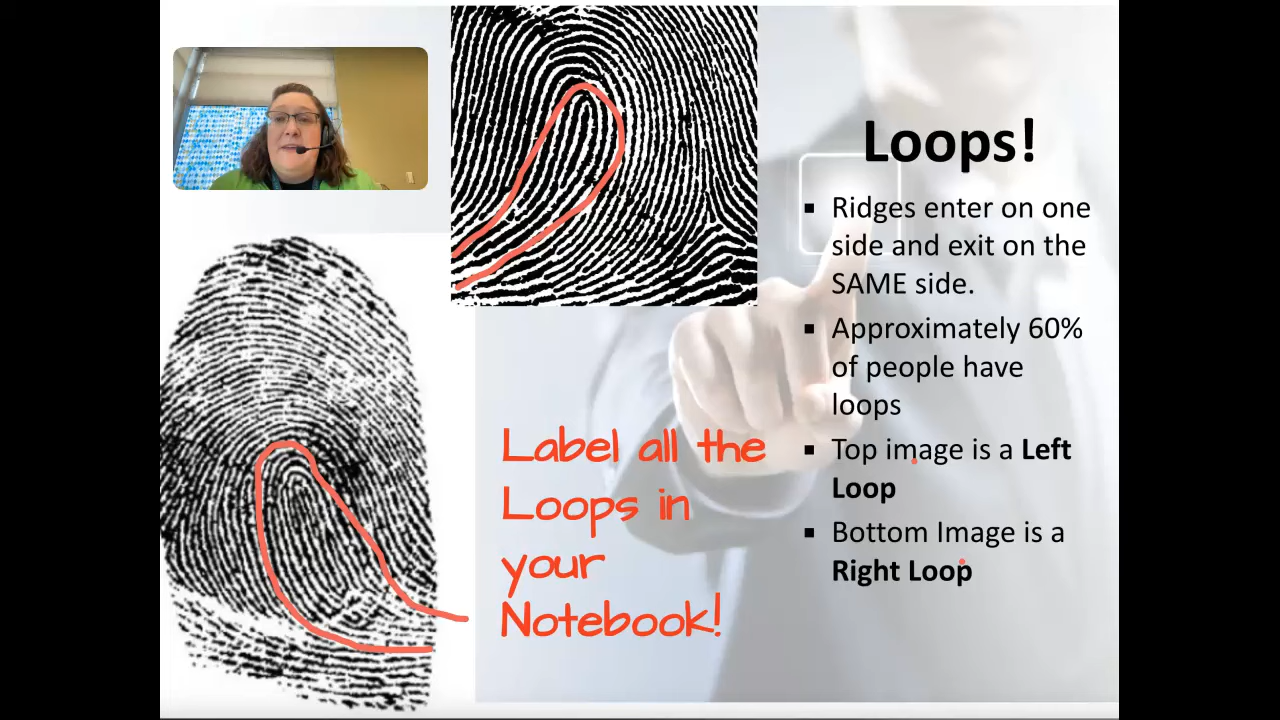 Loops!
Ridges enter on one
side and exit on the
SAME side.
Approximately 60%
of people have
loops
Top image is a Left
Loop
Bottom Image is a
Right Loop
Label all the
Loops in
your
Notebook!